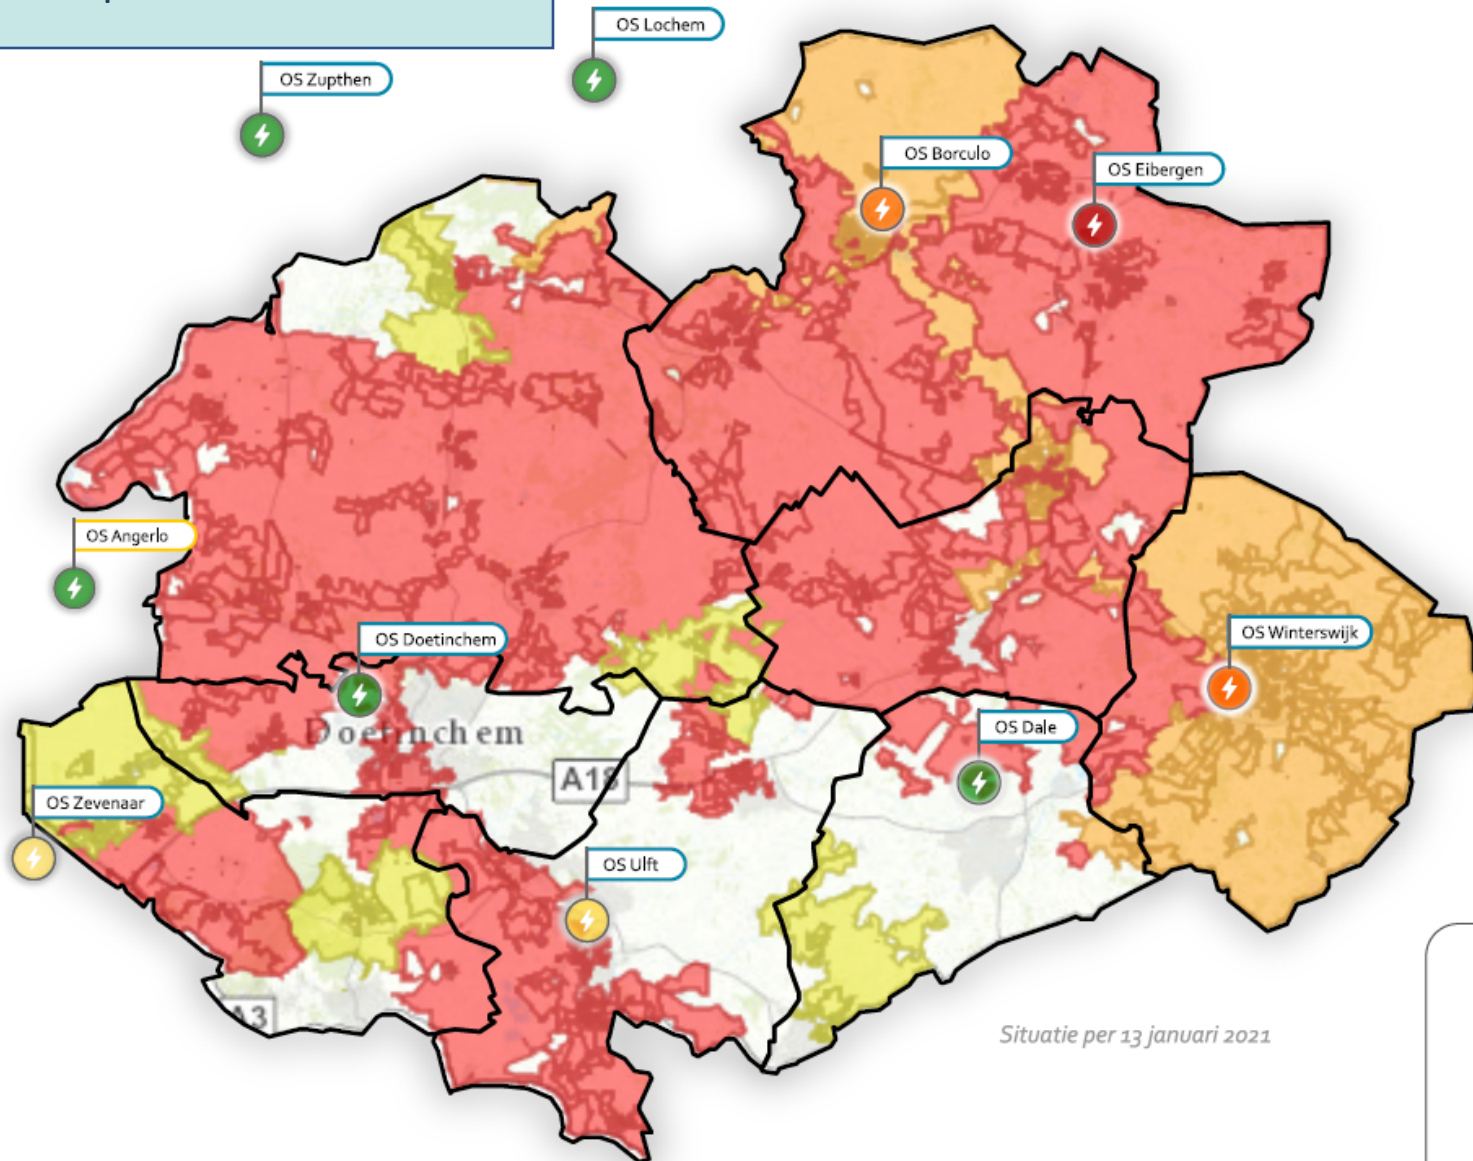 OS Lochem
OS Zupthen
OS Borculo
OS Eibergen
OS Angerlo
OS Doetinchem
OS Winterswijk
Doetinchem
OS Dale
A18
OS Zevenaar
OS Ulft
A3
Situatie per 13 januari 2021